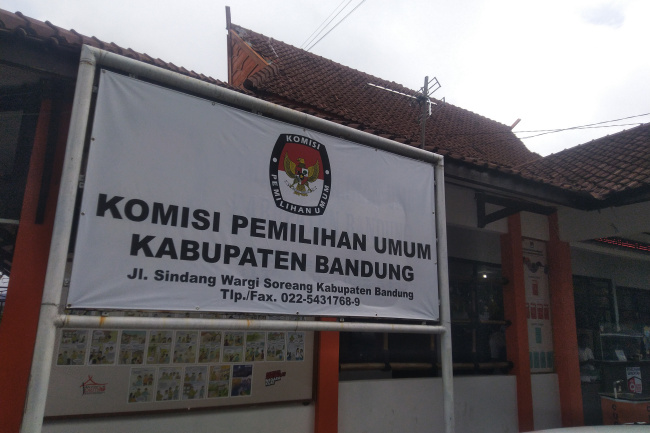 KOMISI
PEMILIHAN UMUM
KOMISI PEMILIHAN UMUM
KABUPATEN BANDUNG
Jl. Sindang Wargi Soreang Kabupaten Bandung
Tlp./Fax. 022-5431768-9